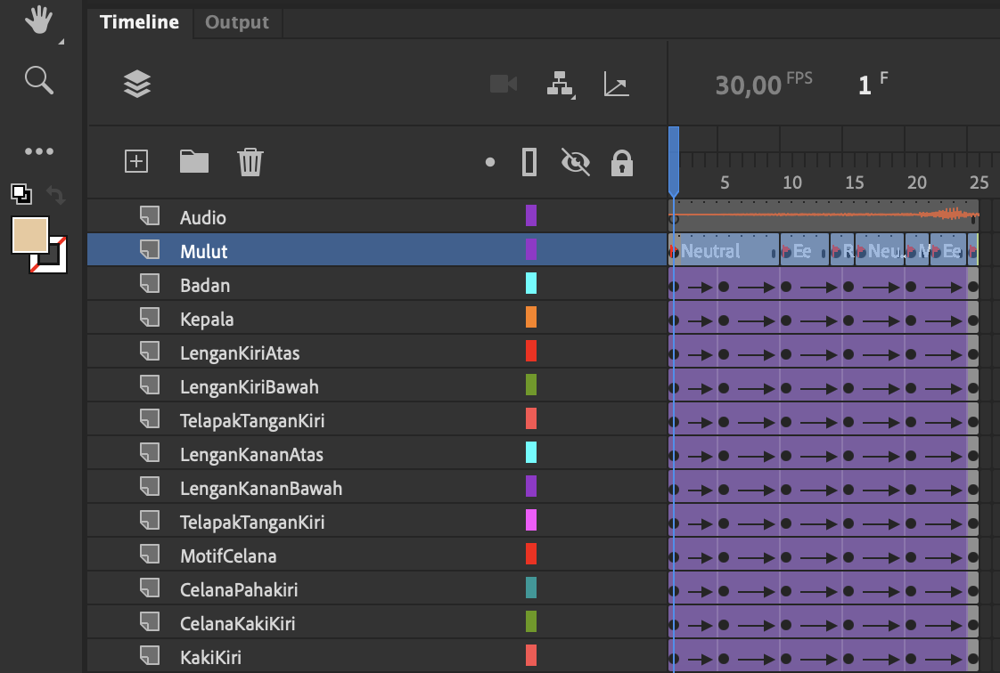 Timeline Output
30,00 FPS 1 F
5 10 15 20 25
Audio
Mulut Neutral Ee R Neu.. M Ee
Badan
Kepala
LenganKiriAtas
LenganKiriBawah
TelapakTanganKiri
LenganKananAtas
LenganKananBawah
TelapakTanganKiri
MotifCelana
CelanaPahakiri
CelanaKakiKiri
KakiKiri